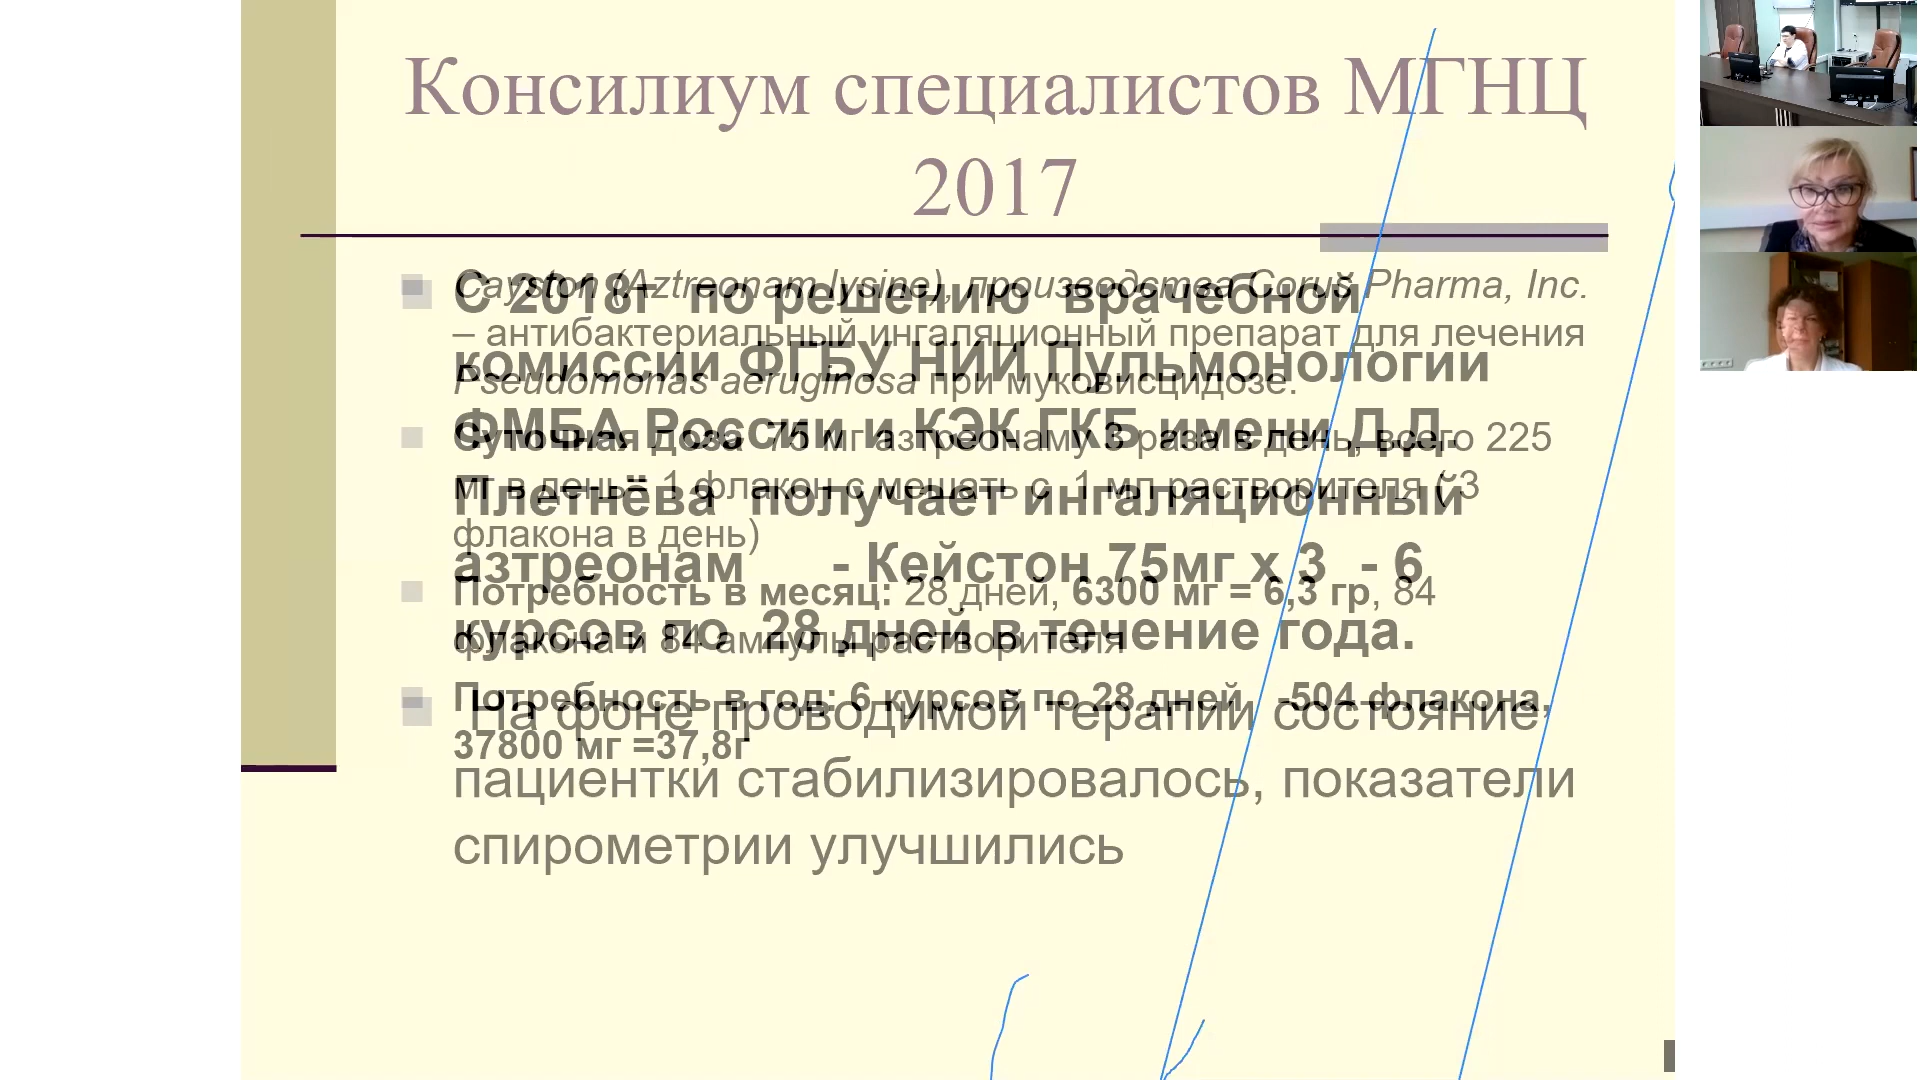 Консилиум специалистов МГНЦ
2017
Cayston (Aztreonam lysine), производства Corus Pharma, Inc.
– антибактериальный ингаляционный препарат для лечения
Pseudomonas aeruginosa при муковисцидозе.
Суточная доза 75 мг азтреонаму 3 раза в день, всего 225
мг в день - 1 флакон с мешать с 1 мл растворителя ( 3
флакона в день)
Потребность в месяц: 28 дней, 6300 мг = 6,3 гр, 84
флакона и 84 ампулы растворителя
Потребность в год: 6 курсов по 28 дней -504 флакона,
37800 мг =37,8г
С 2018г по решению врачебной
комиссии ФГБУ НИИ Пульмонологии
ФМБА России и КЭК ГКБ имени Д.Д.
Плетнёва получает ингаляционный
азтреонам - Кейстон 75мг х 3 - 6
курсов по 28 дней в течение года.
На фоне проводимой терапии состояние
пациентки стабилизировалось, показатели
спирометрии улучшились